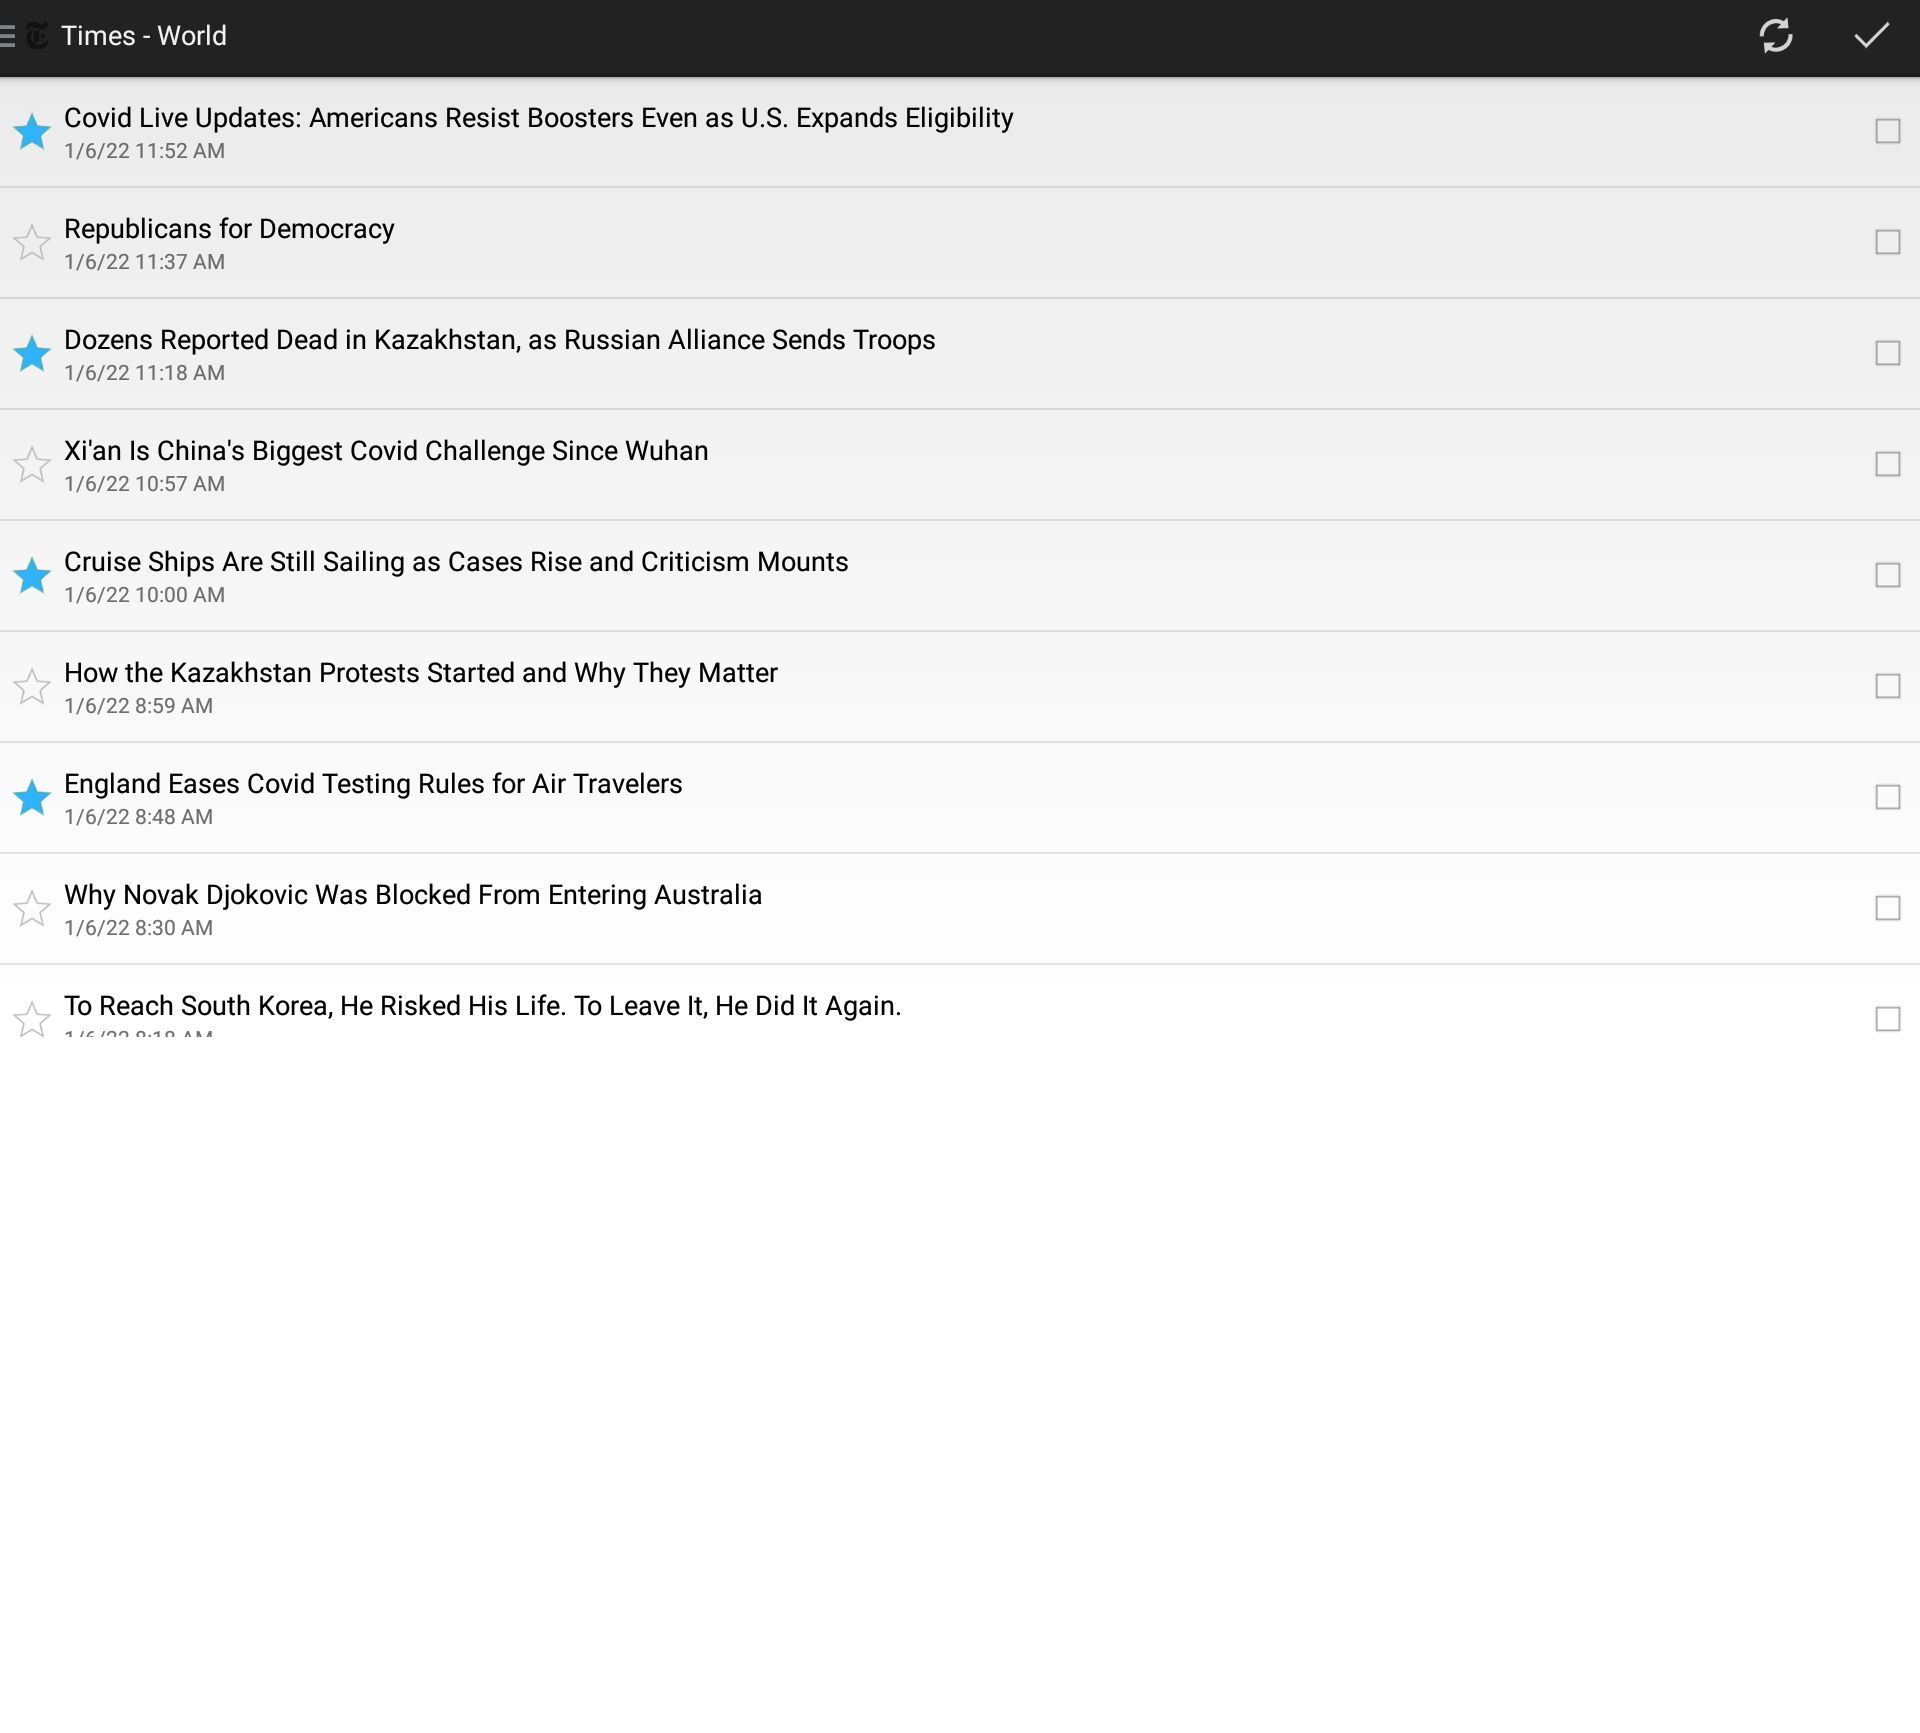 Times - World
Covid Live Updates: Americans Resist Boosters Even as U.S. Expands Eligibility
1/6/22 11:52 AM
Republicans for Democracy
1/6/22 11:37 AM
Dozens Reported Dead in Kazakhstan, as Russian Alliance Sends Troops
1/6/22 11:18 AM
Xi'an Is China's Biggest Covid Challenge Since Wuhan
1/6/22 10:57 AM
Cruise Ships Are Still Sailing as Cases Rise and Criticism Mounts
1/6/22 10:00 AM
How the Kazakhstan Protests Started and Why They Matter
1/6/22 8:59 AM
England Eases Covid Testing Rules for Air Travelers
1/6/22 8:48 AM
Why Novak Djokovic Was Blocked From Entering Australia
1/6/22 8:30 AM
To Reach South Korea, He Risked His Life. To Leave It, He Did It Again.